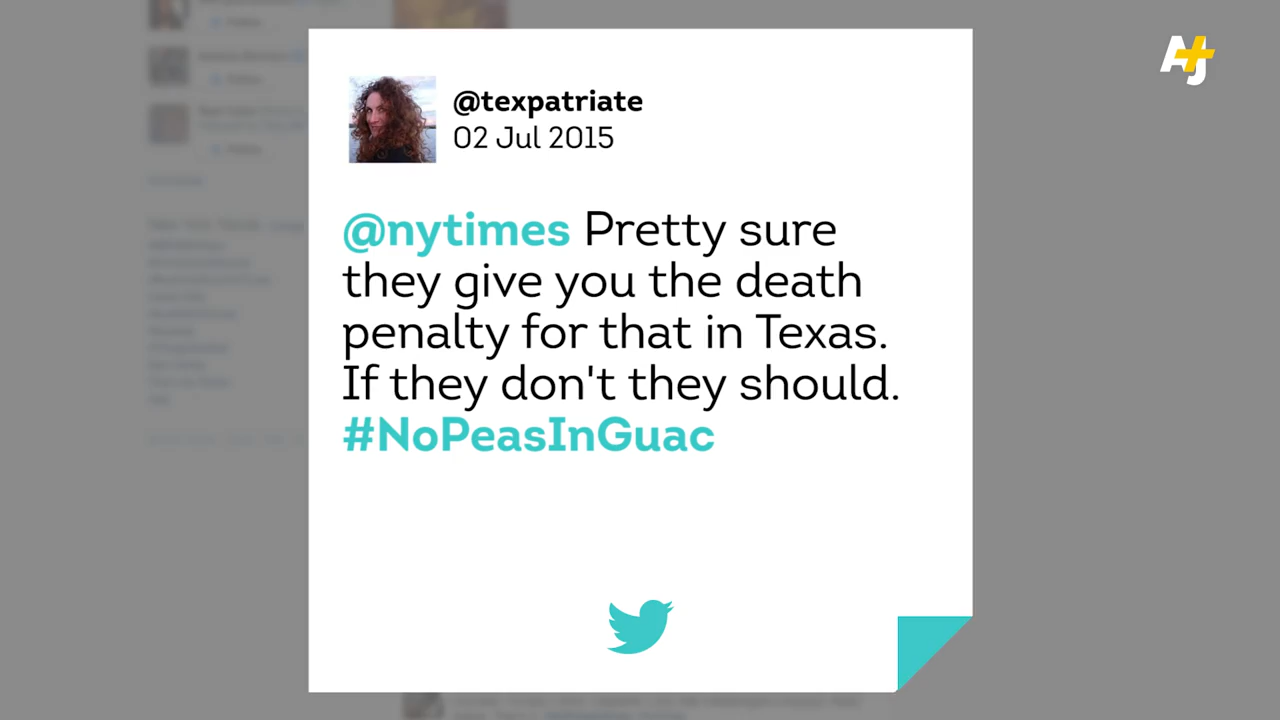 AJ+
@texpatriate
02 Jul 2015
@nytimes Pretty sure
they give you the death
penalty for that in Texas.
If they don't they should.
#NoPeasInGuac